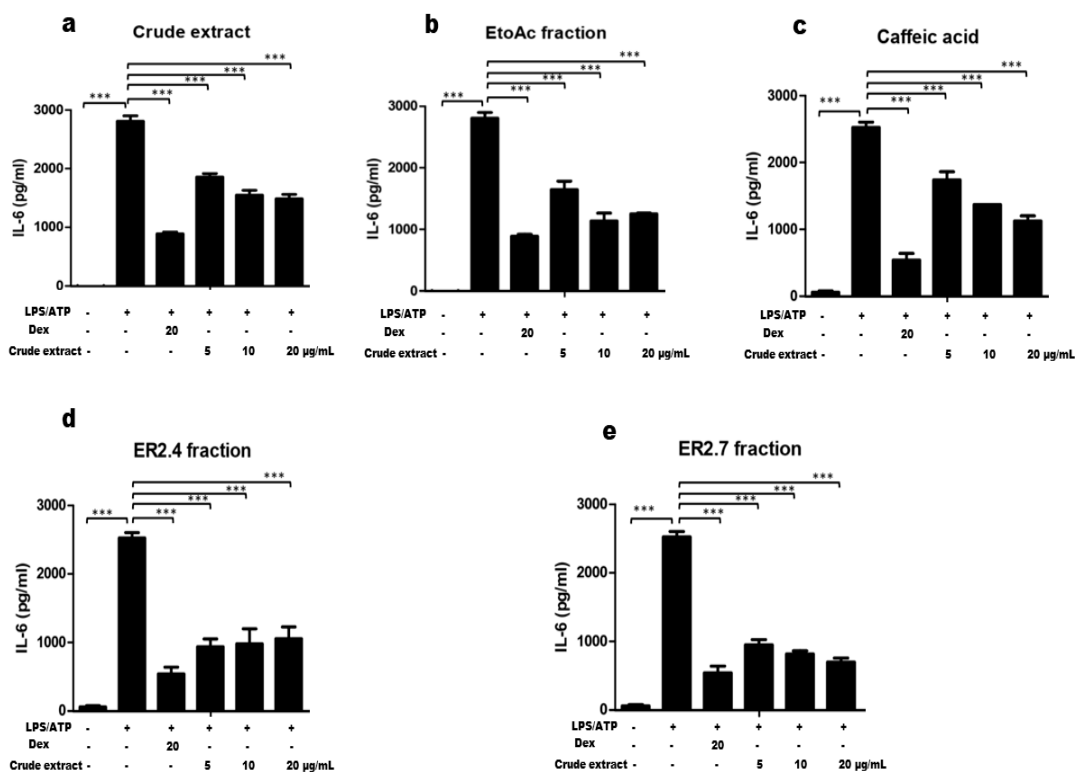 a
Crude extract
***
***
***
***
***
3000
2000
1000
0
IL-6 (pg/ml)
LPS/ATP - + + + + +
Dex - - 20 - - -
Crude extract - - - 5 10 20 µg/mL
b
EtoAc fraction
***
***
***
***
***
3000
2000
1000
0
IL-6 (pg/ml)
LPS/ATP - + + + + +
Dex - - 20 - - -
Crude extract - - - 5 10 20 µg/mL
c
Caffeic acid
***
***
***
***
***
3000
2000
1000
0
IL-6 (pg/ml)
LPS/ATP - + + + + +
Dex - - 20 - - -
Crude extract - - - 5 10 20 µg/mL
d
ER2.4 fraction
***
***
***
***
***
3000
2000
1000
0
IL-6 (pg/ml)
LPS/ATP - + + + + +
Dex - - 20 - - -
Crude extract - - - 5 10 20 µg/mL
e
ER2.7 fraction
***
***
***
***
***
3000
2000
1000
0
IL-6 (pg/ml)
LPS/ATP - + + + + +
Dex - - 20 - - -
Crude extract - - - 5 10 20 µg/mL